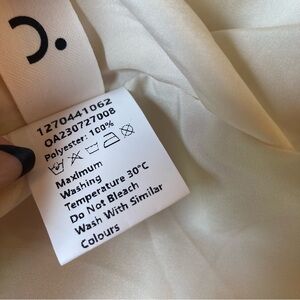 C.
1270441062
OA230727008
Polyester: 100%
Maximum
Washing
Temperature 30°C
Do Not Bleach
Wash With Similar
Colours